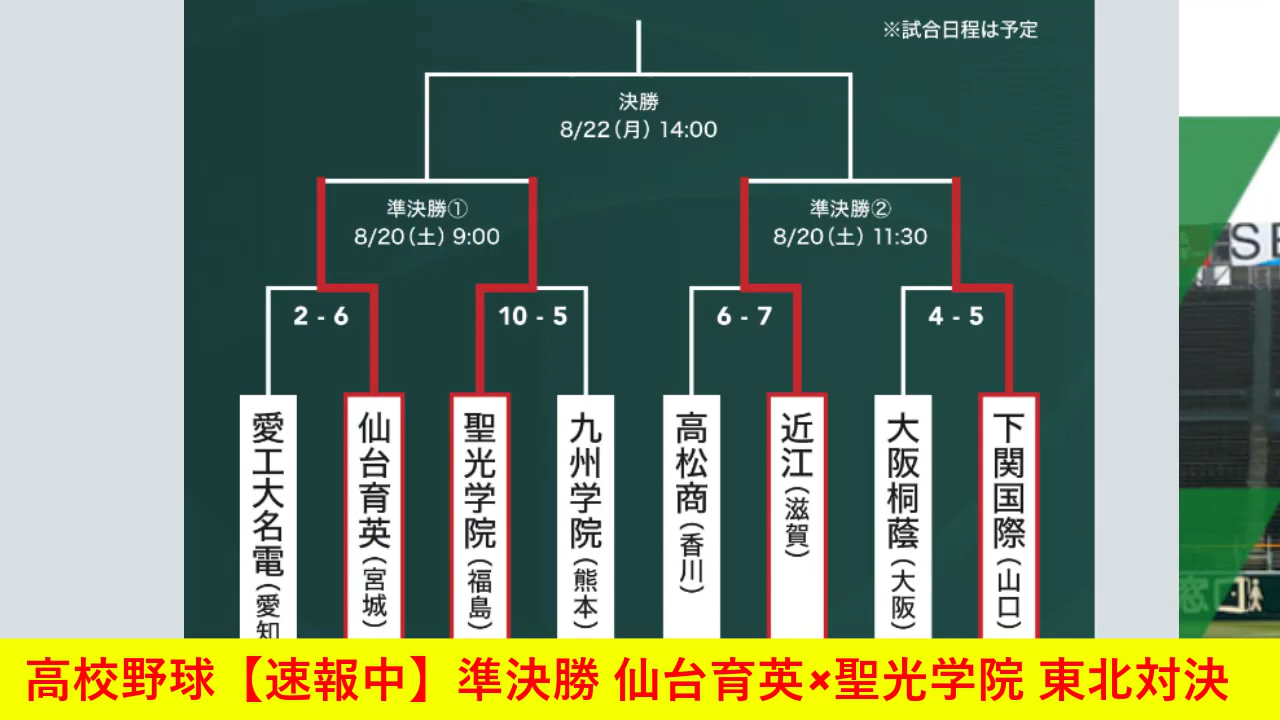 ※試合日程は予定
決勝
8/22(月) 14:00
準決勝①
8/20(土) 9:00
準決勝②
8/20(土) 11:30
2 - 6
10 - 5
6 - 7
4 - 5
愛工大名電(愛知
仙台育英(宮城)
聖光学院(福島)
九州学院(熊本)
高松商(香川)
近江(滋賀)
大阪桐蔭(大阪)
下関国際(山口)
SE
高校野球【速報中】準決勝 仙台育英×聖光学院 東北対決